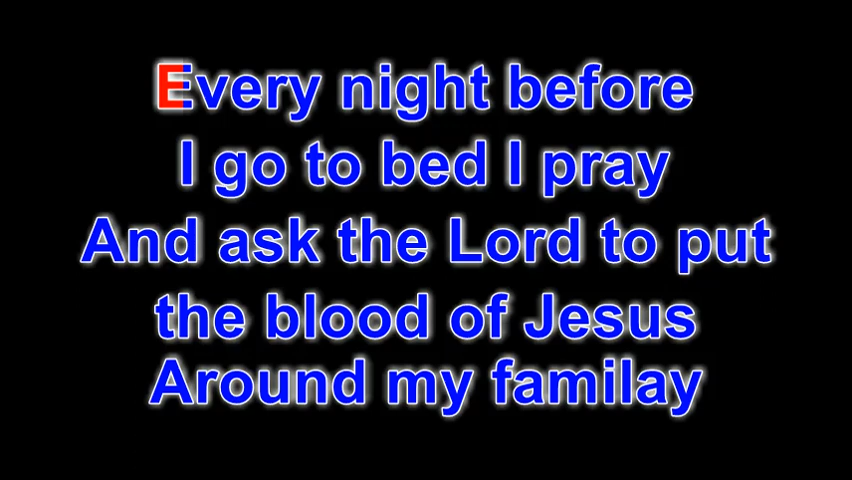 Every night before
I go to bed I pray
And ask the Lord to put
the blood of Jesus
Around my familay